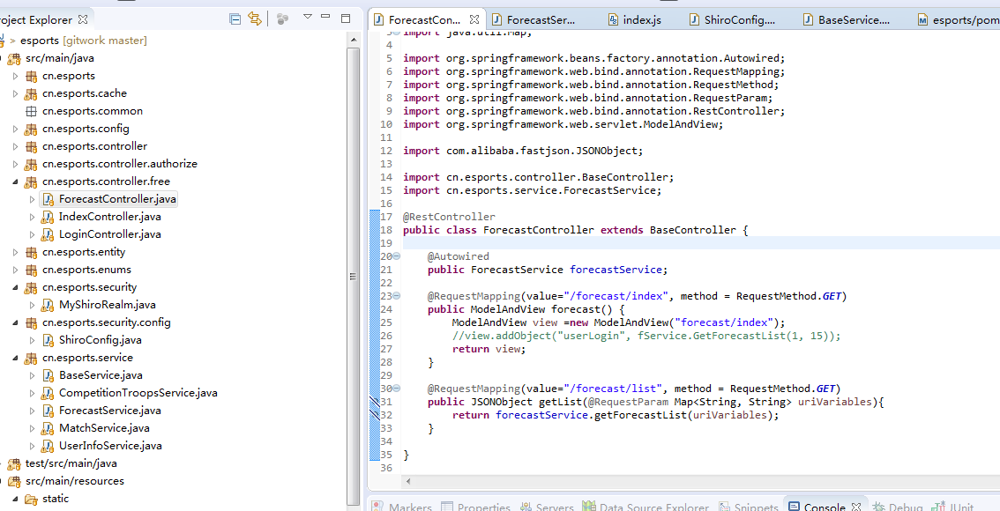 roject Explorer
esports [gitwork master]
src/main/java
cn.esports
cn.esports.cache
cn.esports.common
cn.esports.config
cn.esports.controller
cn.esports.controller.authorize
cn.esports.controller.free
ForecastController.java
IndexController.java
LoginController.java
cn.esports.entity
cn.esports.enums
cn.esports.security
MyShiroRealm.java
cn.esports.security.config
ShiroConfig.java
cn.esports.service
BaseService.java
CompetitionTroopsService.java
ForecastService.java
MatchService.java
UserInfoService.java
test/src/main/java
src/main/resources
static
ForecastCon... ForecastSer... index.js ShiroConfig.... BaseService.... esports/pom
3 import java.util.Map;
4
5 import org.springframework.beans.factory.annotation.Autowired;
6 import org.springframework.web.bind.annotation.RequestMapping;
7 import org.springframework.web.bind.annotation.RequestMethod;
8 import org.springframework.web.bind.annotation.RequestParam;
9 import org.springframework.web.bind.annotation.RestController;
10 import org.springframework.web.servlet.ModelAndView;
11
12 import com.alibaba.fastjson.JSONObject;
13
14 import cn.esports.controller.BaseController;
15 import cn.esports.service.ForecastService;
16
17 @RestController
18 public class ForecastController extends BaseController {
19
20 @Autowired
21 public ForecastService forecastService;
22
23 @RequestMapping(value="/forecast/index", method = RequestMethod.GET)
24 public ModelAndView forecast() {
25 ModelAndView view =new ModelAndView("forecast/index");
26 //view.addObject("userLogin", fService.GetForecastList(1, 15));
27 return view;
28 }
29
30 @RequestMapping(value="/forecast/list", method = RequestMethod.GET)
31 public JSONObject getList(@RequestParam Map<String, String> uriVariables){
32 return forecastService.getForecastList(uriVariables);
33 }
34
35 }
36
Markers Properties Servers Data Source Explorer Snippets Console Debug JUnit